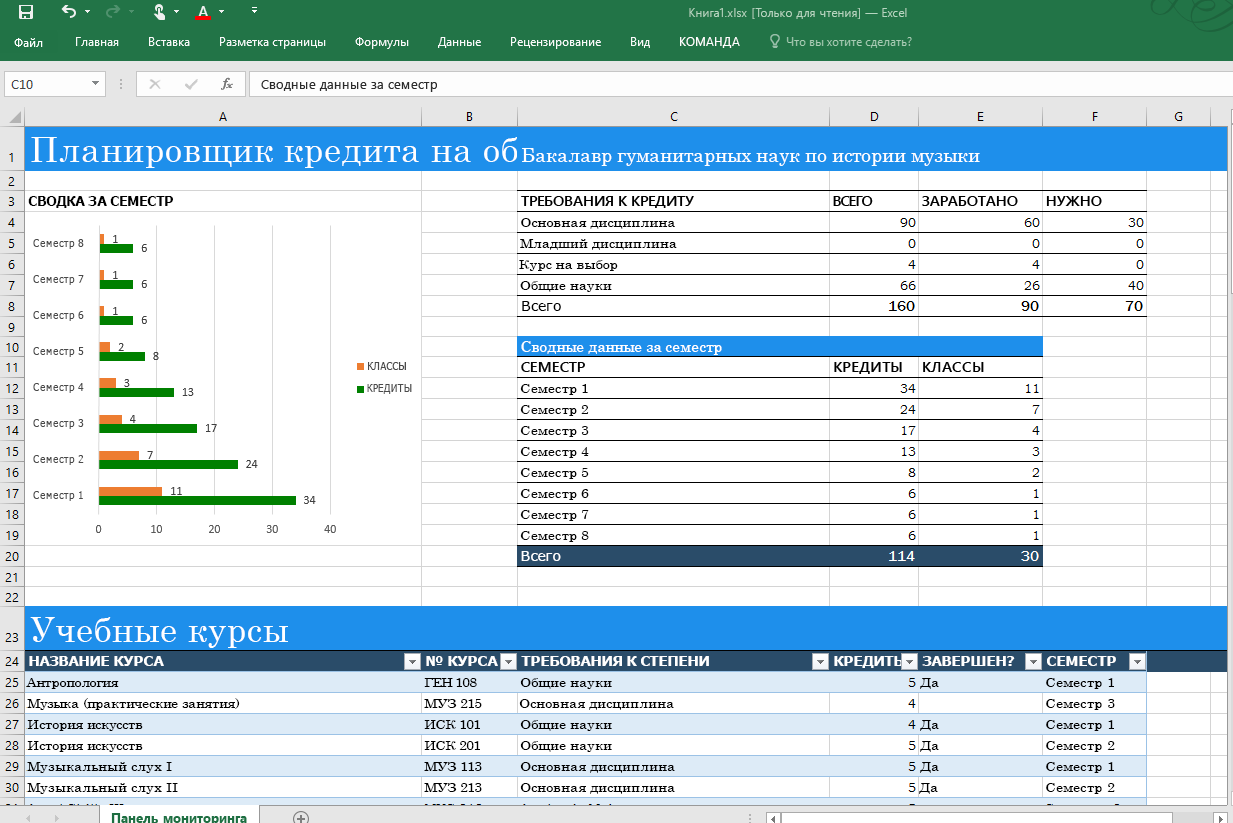 Книга1.xlsx [Только для чтения] — Excel
Файл Главная Вставка Разметка страницы Формулы Данные Рецензирование Вид КОМАНДА Что вы хотите сделать?
C10 fx Сводные данные за семестр
A B C D E F G
1 Планировщик кредита на об Бакалавр гуманитарных наук по истории музыки
2
3 СВОДКА ЗА СЕМЕСТР ТРЕБОВАНИЯ К КРЕДИТУ ВСЕГО ЗАРАБОТАНО НУЖНО
4 Основная дисциплина 90 60 30
5 Младший дисциплина 0 0 0
6 Курс на выбор 4 4 0
7 Общие науки 66 26 40
8 Всего 160 90 70
9
10 Сводные данные за семестр
11 СЕМЕСТР КРЕДИТЫ КЛАССЫ
12 Семестр 1 34 11
13 Семестр 2 24 7
14 Семестр 3 17 4
15 Семестр 4 13 3
16 Семестр 5 8 2
17 Семестр 6 6 1
18 Семестр 7 6 1
19 Семестр 8 6 1
20 Всего 114 30
21
22
Семестр 8 1 6
Семестр 7 1 6
Семестр 6 1 6
Семестр 5 2 8
Семестр 4 3 13
Семестр 3 4 17
Семестр 2 7 24
Семестр 1 11 34
0 10 20 30 40
КЛАССЫ
КРЕДИТЫ
23 Учебные курсы
24 НАЗВАНИЕ КУРСА № КУРСА ТРЕБОВАНИЯ К СТЕПЕНИ КРЕДИТЫ ЗАВЕРШЕН? СЕМЕСТР
25 Антропология ГЕН 108 Общие науки 5 Да Семестр 1
26 Музыка (практические занятия) МУЗ 215 Основная дисциплина 4 Семестр 3
27 История искусств ИСК 101 Общие науки 4 Да Семестр 1
28 История искусств ИСК 201 Общие науки 5 Да Семестр 2
29 Музыкальный слух I МУЗ 113 Основная дисциплина 5 Да Семестр 1
30 Музыкальный слух II МУЗ 213 Основная дисциплина 5 Да Семестр 2
Панель мониторинга